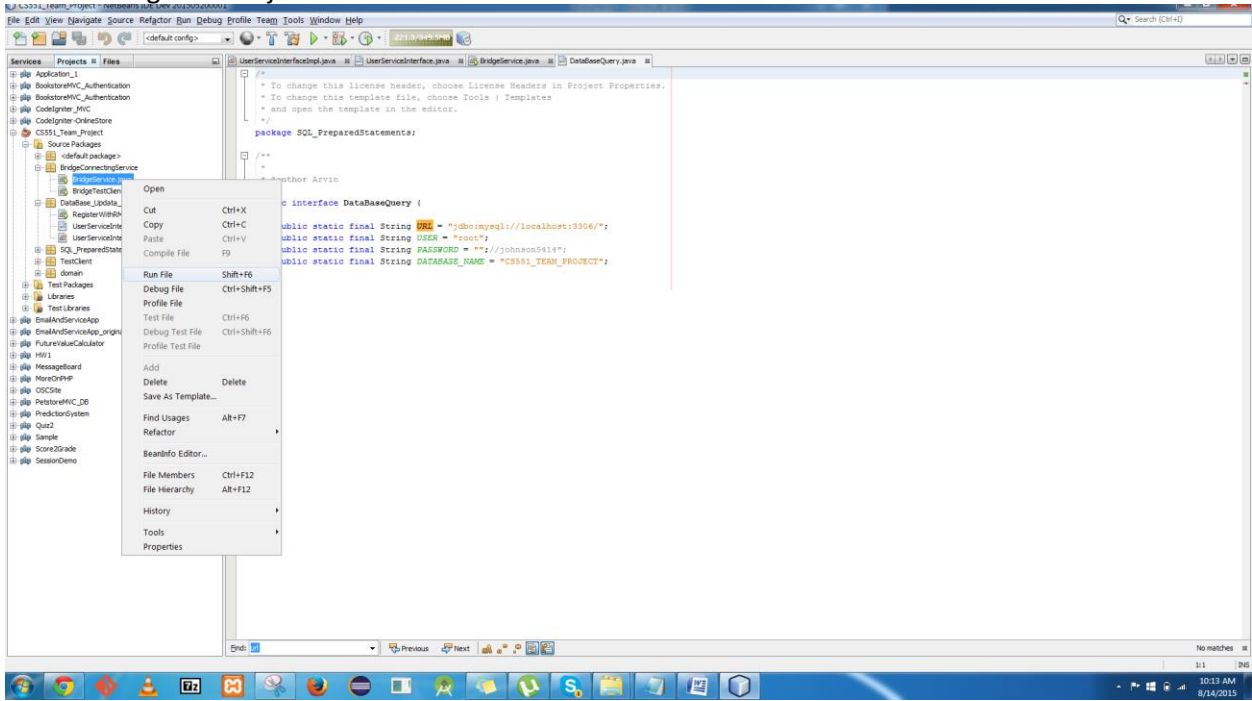 CS551_Team_Project - NetBeans IDE Dev 201305200001
File Edit View Navigate Source Refactor Run Debug Profile Team Tools Window Help
Search (Ctrl+I)
<default config>
Services Projects Files
UserServiceInterfaceImpl.java UserServiceInterface.java BridgeService.java DataBaseQuery.java
Application_1
BookstoreMVC_Authentication
BookstoreMVC_Authentication
CodeIgniter_MVC
CodeIgniter-OnlineStore
CS551_Team_Project
Source Packages
<default package>
BridgeConnectingService
BridgeService.java
BridgeTestClien
DataBase_Updata_
RegisterWithRM
UserServiceInte
UserServiceInte
SQL_PreparedState
TestClient
domain
Test Packages
Libraries
Test Libraries
EmailAndServiceApp
EmailAndServiceApp_origina
FutureValueCalculator
HW1
MessageBoard
MoreOnPHP
OSCSite
PetstoreMVC_DB
PredictionSystem
Quiz2
Sample
Score2Grade
SessionDemo
Open
Cut Ctrl+X
Copy Ctrl+C
Paste Ctrl+V
Compile File F9
Run File Shift+F6
Debug File Ctrl+Shift+F5
Profile File
Test File Ctrl+F6
Debug Test File Ctrl+Shift+F6
Profile Test File
Add
Delete Delete
Save As Template...
Find Usages Alt+F7
Refactor
BeanInfo Editor...
File Members Ctrl+F12
File Hierarchy Alt+F12
History
Tools
Properties
/*
* To change this license header, choose License Headers in Project Properties.
* To change this template file, choose Tools | Templates
* and open the template in the editor.
*/
package SQL_PreparedStatements;
/**
*
* @author Arvin
c interface DataBaseQuery {
ublic static final String URL = "jdbc:mysql://localhost:3306/";
ublic static final String USER = "root";
ublic static final String PASSWORD = "";//johnson5414";
ublic static final String DATABASE_NAME = "CS551_TEAM_PROJECT";
Find: url Previous Next No matches
1:1 INS
10:13 AM
8/14/2015